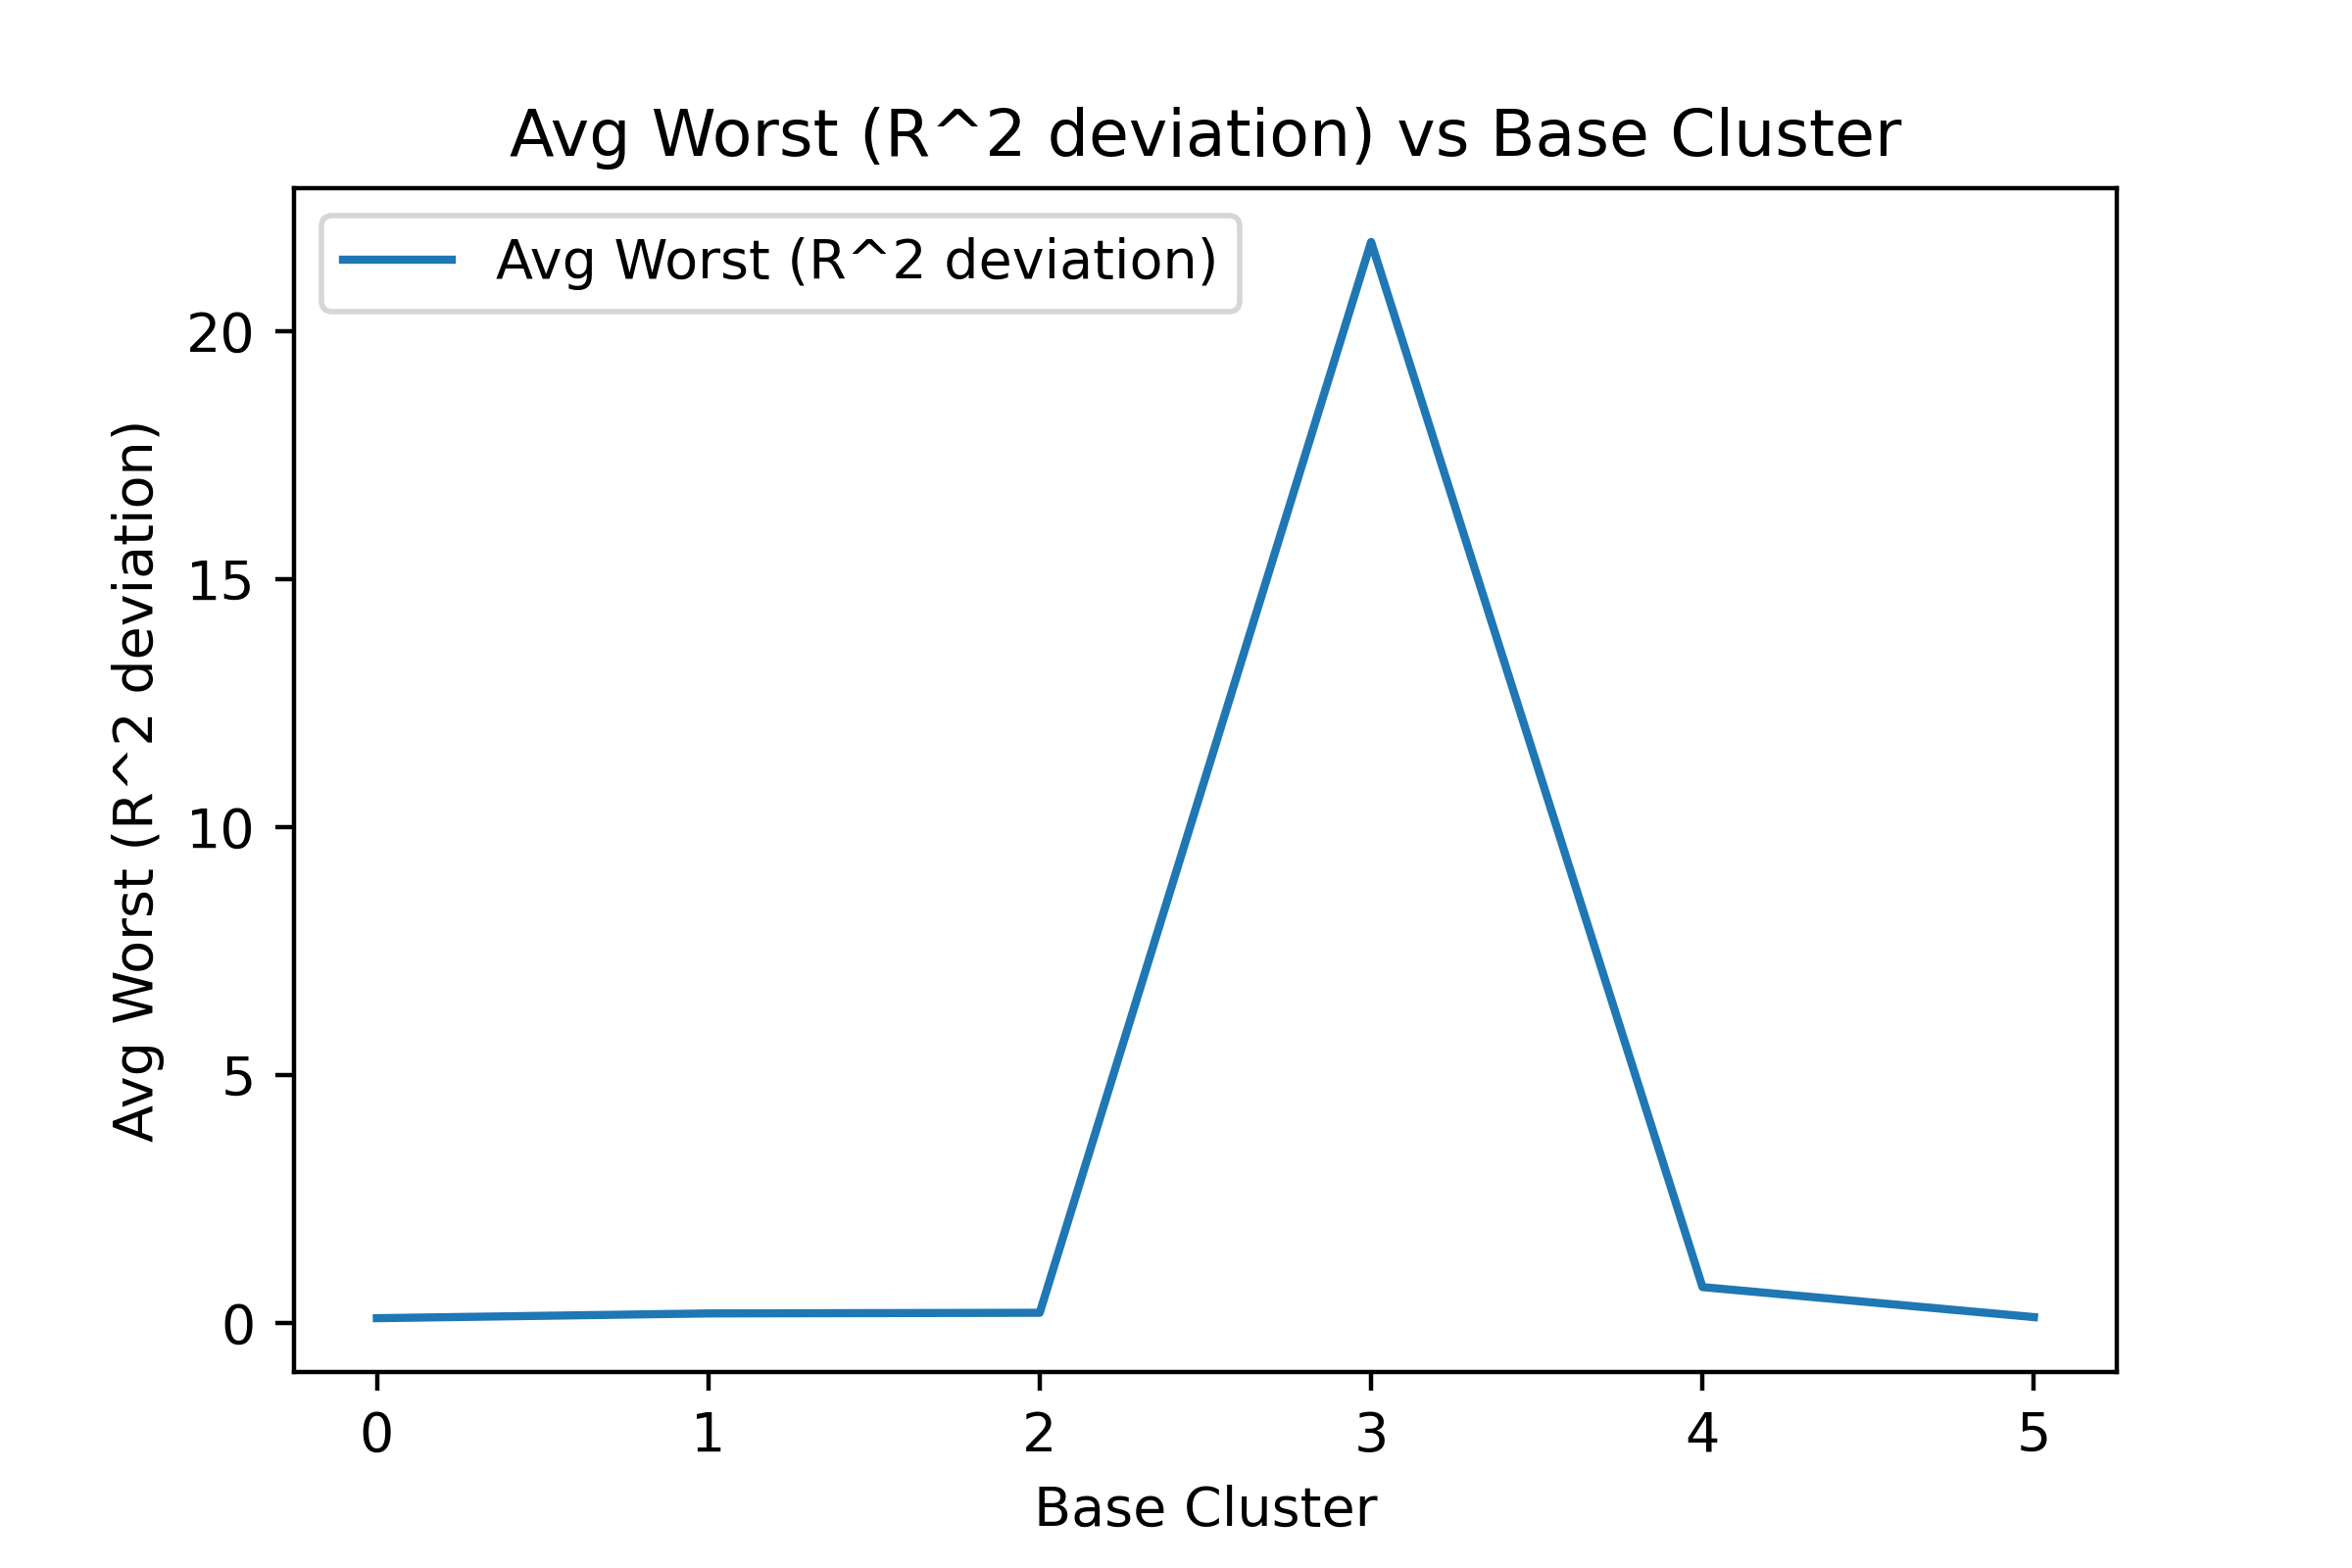 Avg Worst (R^2 deviation) vs Base Cluster
Avg Worst (R^2 deviation)
Avg Worst (R^2 deviation)
20
15
10
5
0
0 1 2 3 4 5
Base Cluster